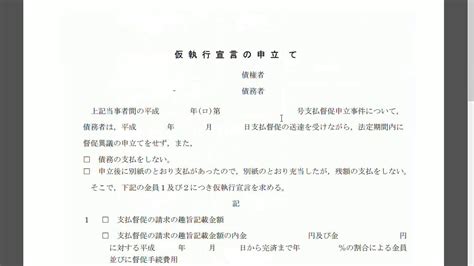 仮執行宣言の申立て
債権者
債務者
上記当事者間の平成　　年(ロ)第　　号支払督促申立事件について，
債務者は，平成　　年　　月　　日支払督促の送達を受けながら，法定期間内に
督促異議の申立てをせず，また，
□ 債務の支払をしない。
□ 申立後に別紙のとおり支払があったので，別紙のとおり充当したが，残額の支払をしない。
そこで，下記の金員１及び２につき仮執行宣言を求める。
記
１ □ 支払督促の請求の趣旨記載金額
□ 支払督促の請求の趣旨記載金額の内金　　円及び金　　円
に対する平成　　年　　月　　日から完済まで年　　％の割合による金員
並びに督促手続費用